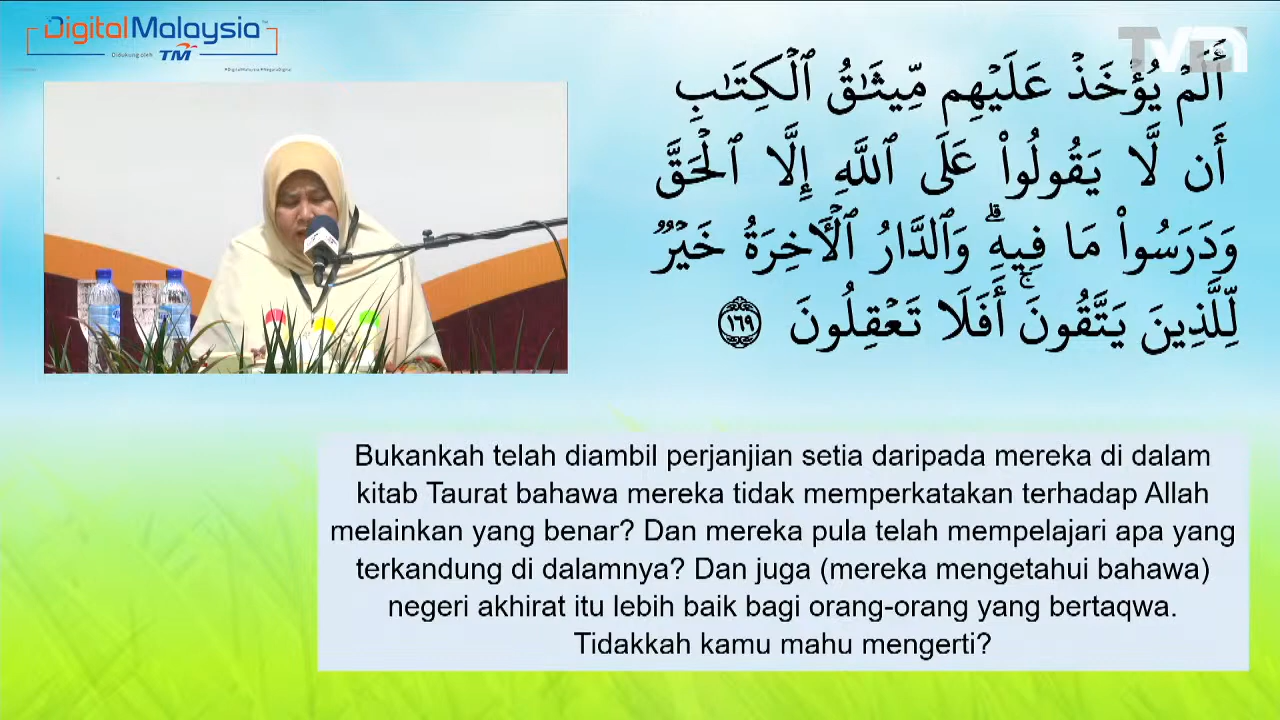 DigitalMalaysia
Didukung oleh TM
#DigitalMalaysia #NegaraDigital
TV
أَلَمۡ يُؤۡخَذۡ عَلَيۡهِم مِّيثَٰقُ ٱلۡكِتَٰبِ
أَن لَّا يَقُولُواْ عَلَى ٱللَّهِ إِلَّا ٱلۡحَقَّ
وَدَرَسُواْ مَا فِيهِۗ وَٱلدَّارُ ٱلۡأٓخِرَةُ خَيۡرٞ
لِّلَّذِينَ يَتَّقُونَۚ أَفَلَا تَعۡقِلُونَ ١٦٩
Bukankah telah diambil perjanjian setia daripada mereka di dalam
kitab Taurat bahawa mereka tidak memperkatakan terhadap Allah
melainkan yang benar? Dan mereka pula telah mempelajari apa yang
terkandung di dalamnya? Dan juga (mereka mengetahui bahawa)
negeri akhirat itu lebih baik bagi orang-orang yang bertaqwa.
Tidakkah kamu mahu mengerti?